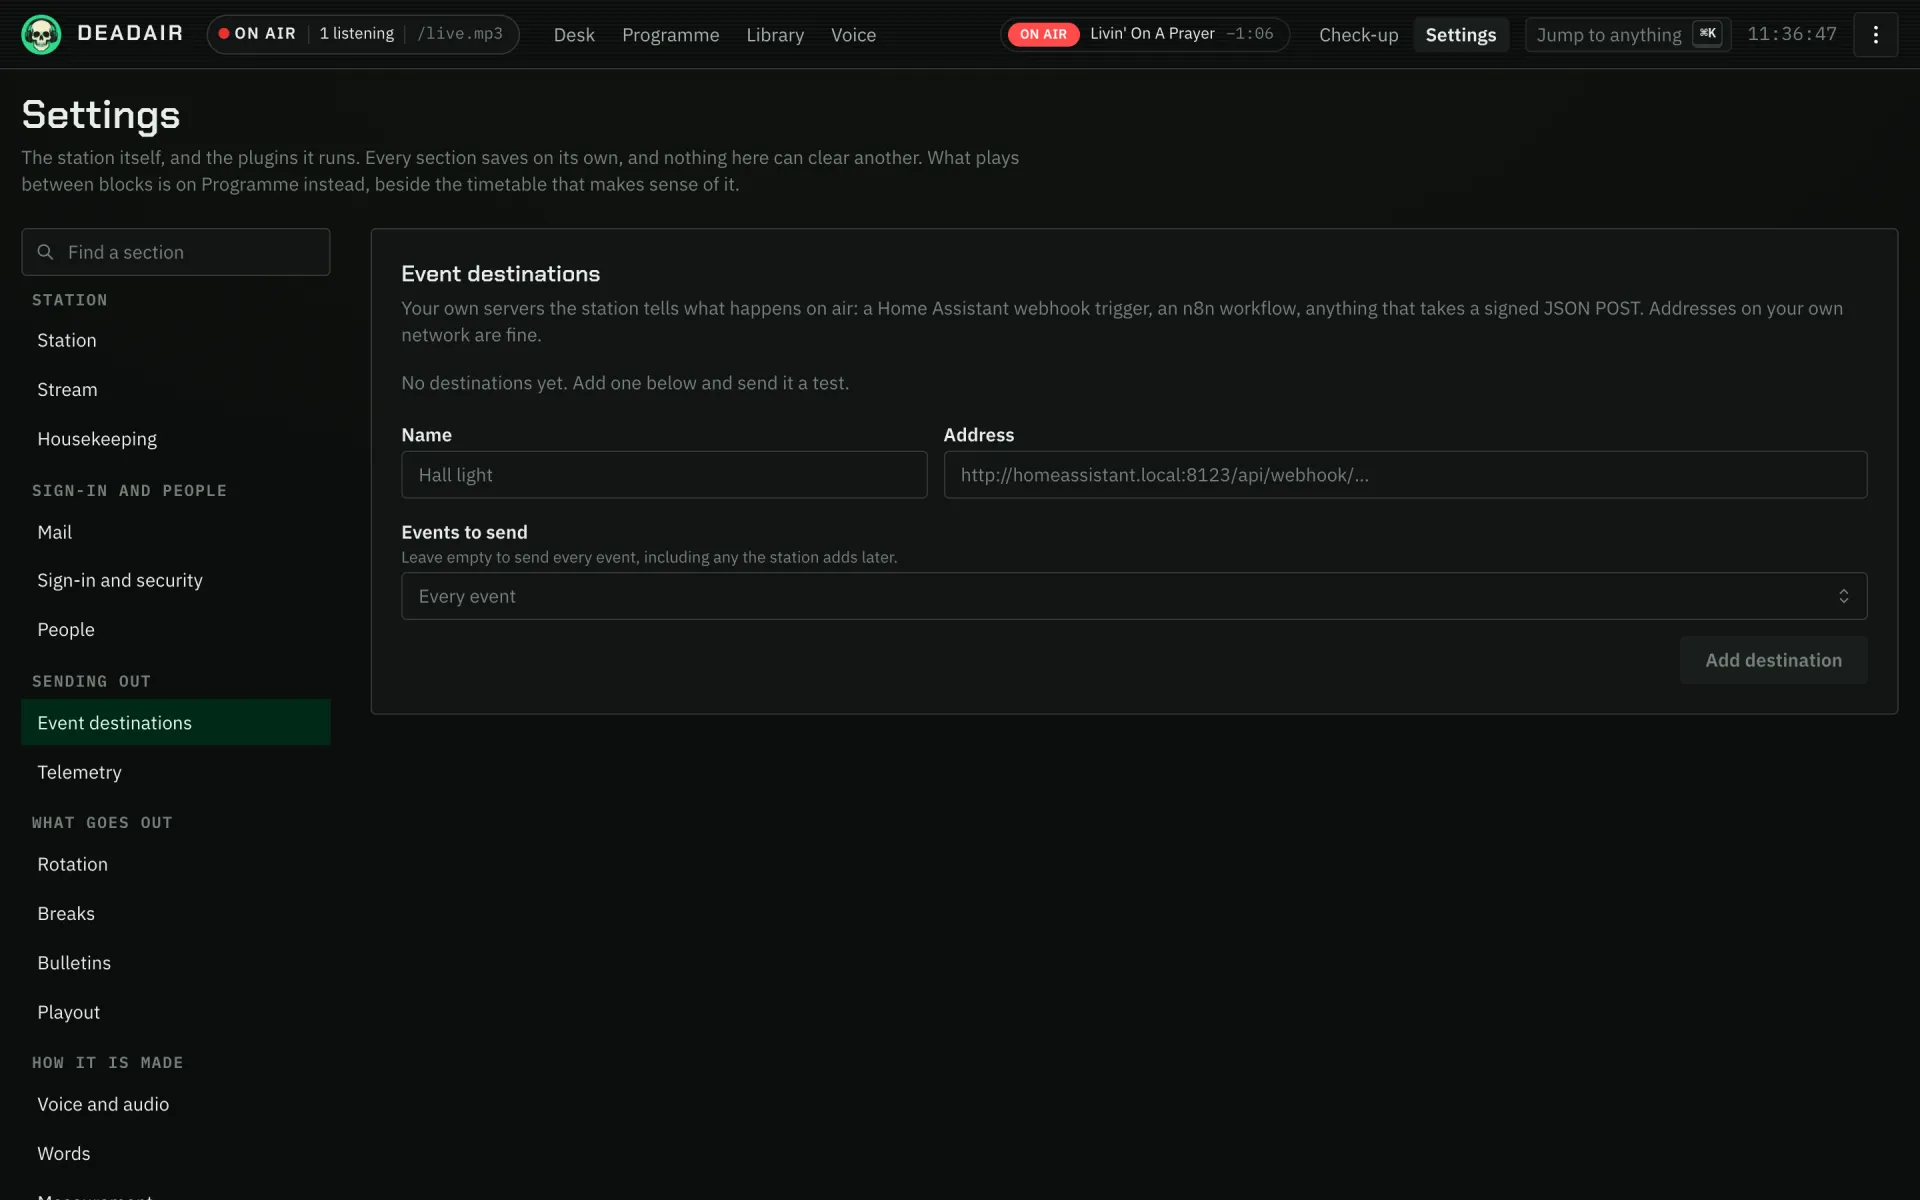 DEADAIR
ON AIR
1 listening
/live.mp3
Desk
Programme
Library
Voice
ON AIR
Livin' On A Prayer
−1:06
Check-up
Settings
Jump to anything
⌘K
11:36:47
Settings
The station itself, and the plugins it runs. Every section saves on its own, and nothing here can clear another. What plays
between blocks is on Programme instead, beside the timetable that makes sense of it.
Find a section
STATION
Station
Stream
Housekeeping
SIGN-IN AND PEOPLE
Mail
Sign-in and security
People
SENDING OUT
Event destinations
Telemetry
WHAT GOES OUT
Rotation
Breaks
Bulletins
Playout
HOW IT IS MADE
Voice and audio
Words
Event destinations
Your own servers the station tells what happens on air: a Home Assistant webhook trigger, an n8n workflow, anything that takes a signed JSON POST. Addresses on your own
network are fine.
No destinations yet. Add one below and send it a test.
Name
Address
Hall light
http://homeassistant.local:8123/api/webhook/…
Events to send
Leave empty to send every event, including any the station adds later.
Every event
Add destination